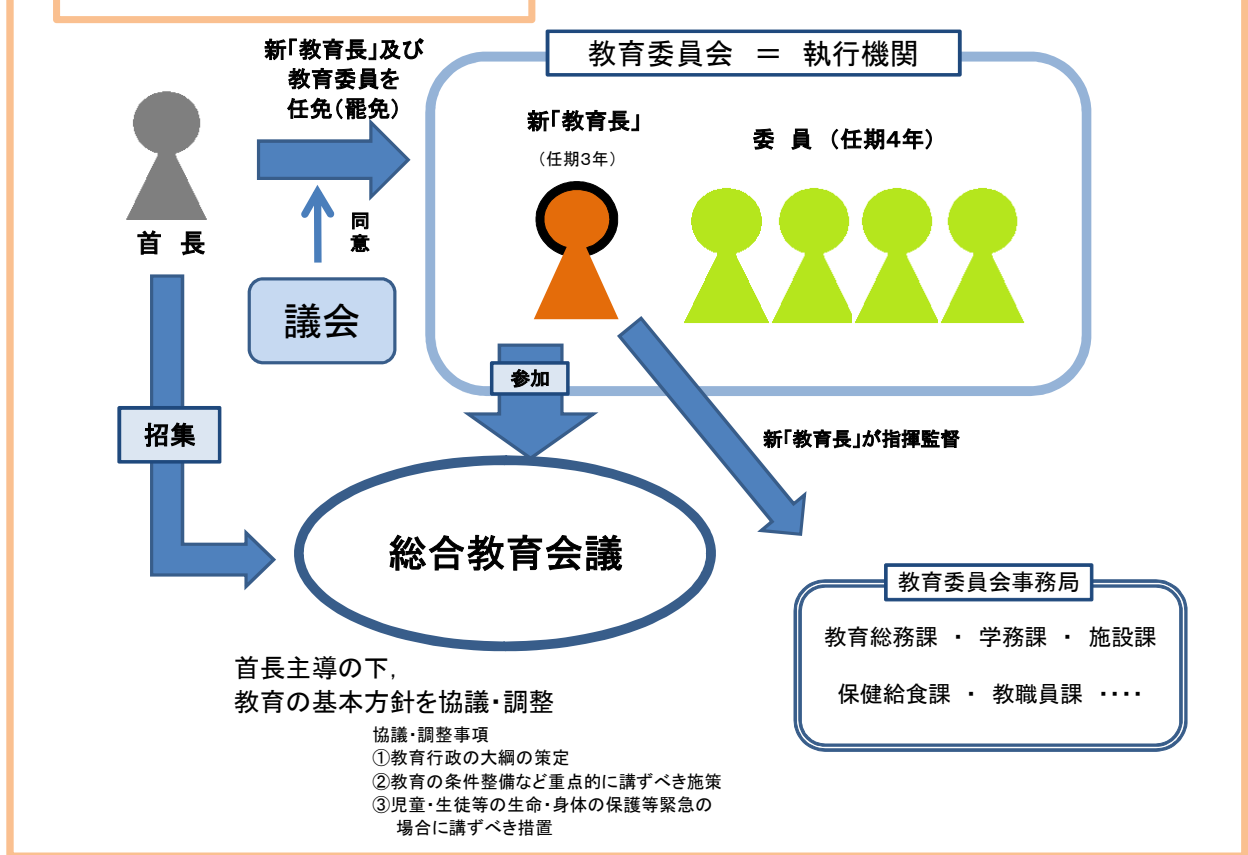 新「教育長」及び
教育委員を
任免(罷免)
教育委員会 ＝ 執行機関
新「教育長」
（任期3年）
委 員 （任期4年）
首 長
同
意
議会
参加
招集
新「教育長」が指揮監督
総合教育会議
教育委員会事務局
教育総務課 ・ 学務課 ・ 施設課
保健給食課 ・ 教職員課 ････
首長主導の下，
教育の基本方針を協議・調整
協議・調整事項
①教育行政の大綱の策定
②教育の条件整備など重点的に講ずべき施策
③児童・生徒等の生命・身体の保護等緊急の
場合に講ずべき措置